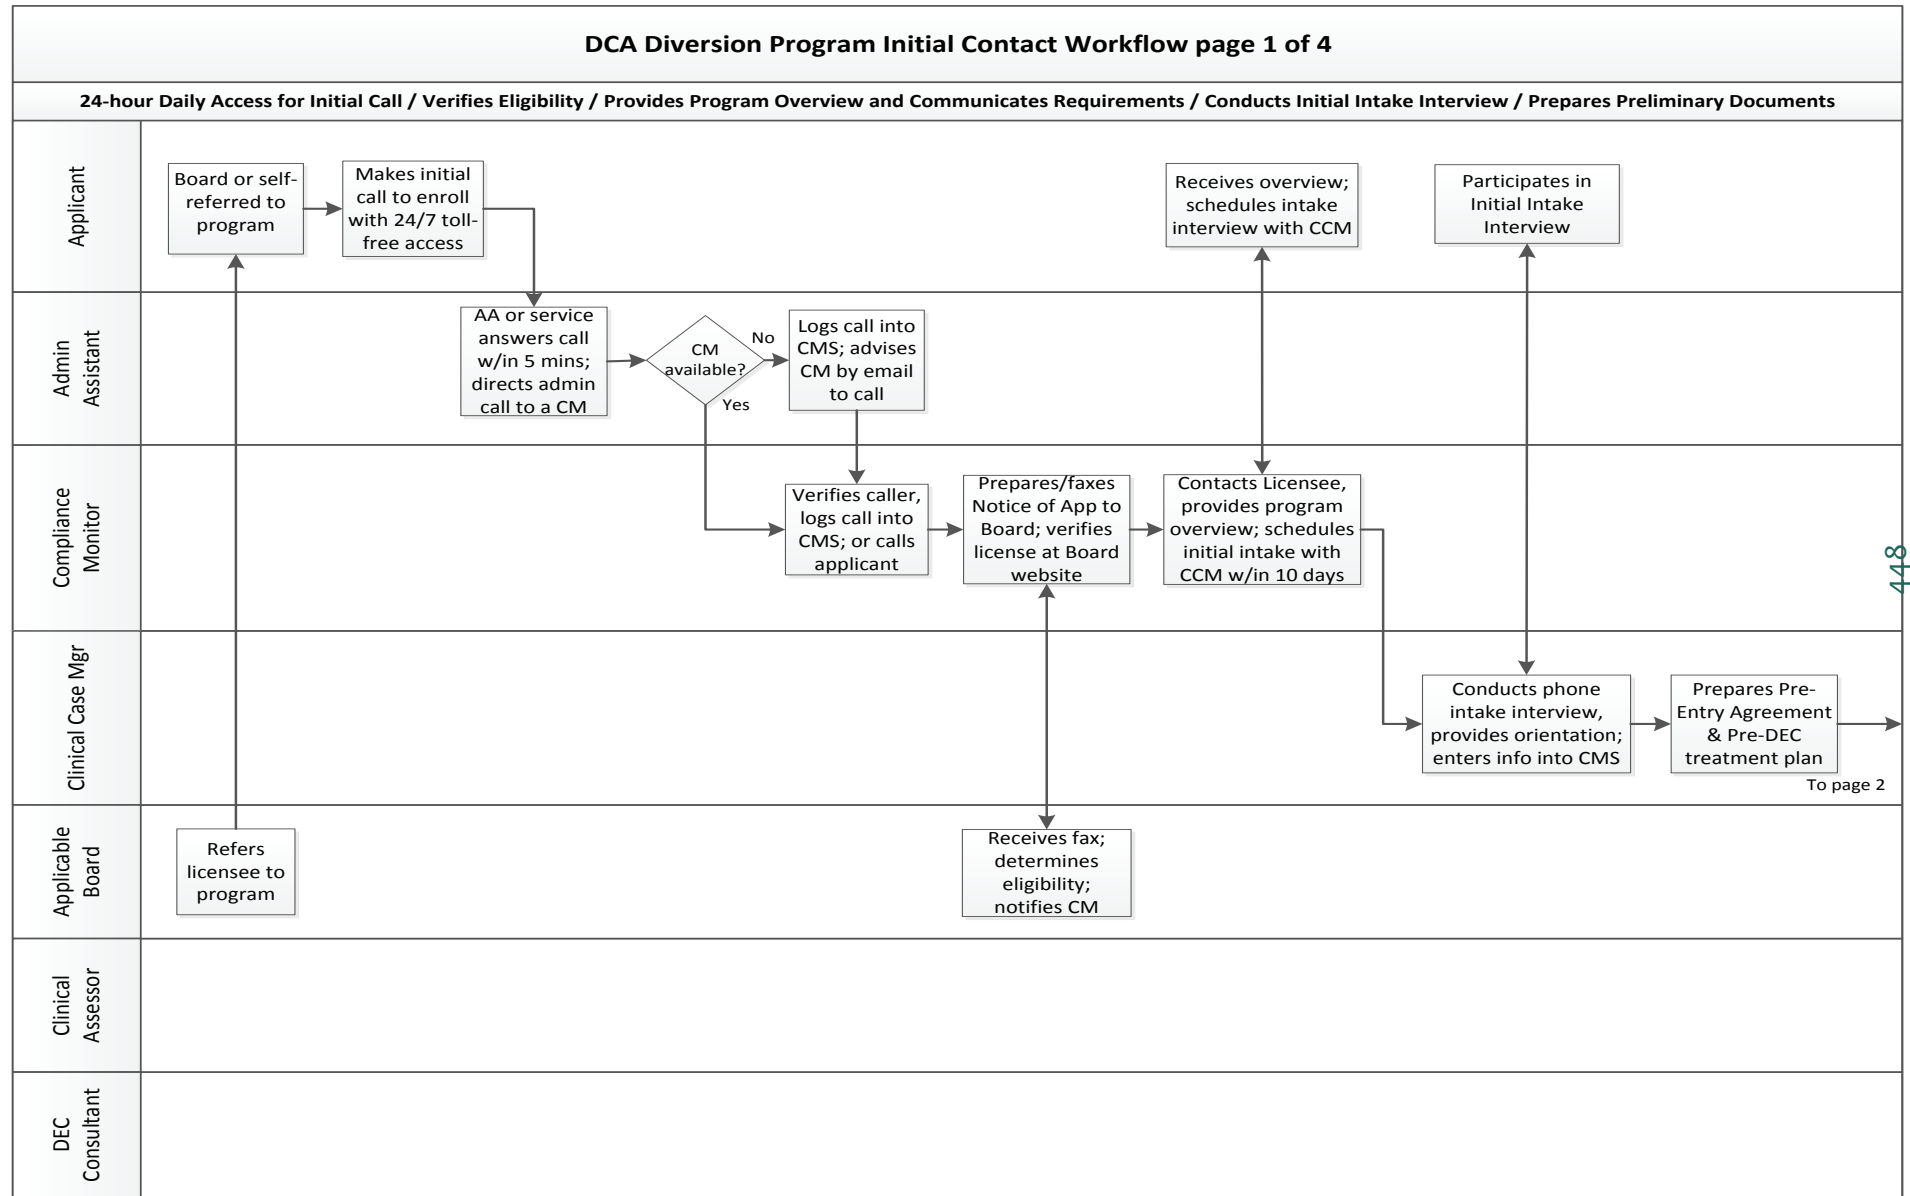 DCA Diversion Program Initial Contact Workflow page 1 of 4
24-hour Daily Access for Initial Call / Verifies Eligibility / Provides Program Overview and Communicates Requirements / Conducts Initial Intake Interview / Prepares Preliminary Documents
Applicant
Board or self-
referred to
program
Makes initial
call to enroll
with 24/7 toll-
free access
Receives overview;
schedules intake
interview with CCM
Participates in
Initial Intake
Interview
Admin
Assistant
AA or service
answers call
w/in 5 mins;
directs admin
call to a CM
CM
available?
No
Yes
Logs call into
CMS; advises
CM by email
to call
Compliance
Monitor
Verifies caller,
logs call into
CMS; or calls
applicant
Prepares/faxes
Notice of App to
Board; verifies
license at Board
website
Contacts Licensee,
provides program
overview; schedules
initial intake with
CCM w/in 10 days
448
Clinical Case Mgr
Conducts phone
intake interview,
provides orientation;
enters info into CMS
Prepares Pre-
Entry Agreement
& Pre-DEC
treatment plan
To page 2
Applicable
Board
Refers
licensee to
program
Receives fax;
determines
eligibility;
notifies CM
Clinical
Assessor
DEC
Consultant